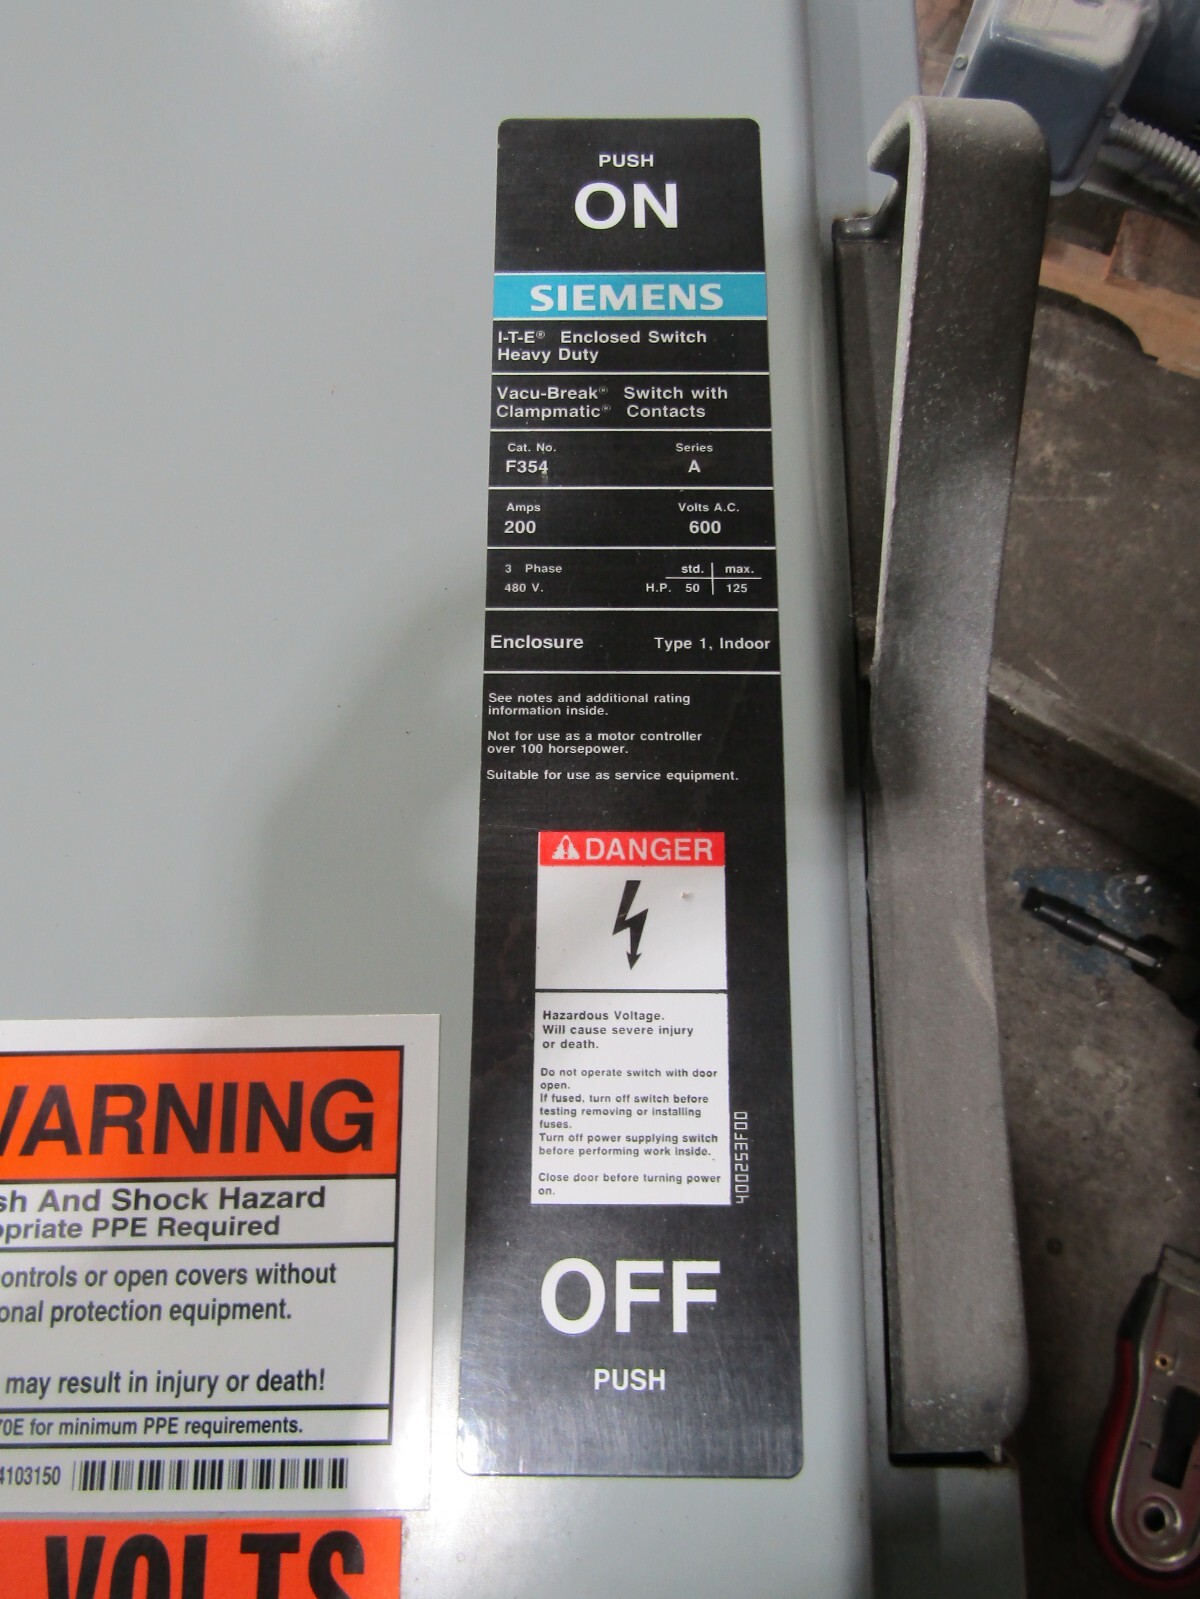 PUSH
ON
SIEMENS
I-T-E® Enclosed Switch
Heavy Duty
Vacu-Break® Switch with
Clampmatic® Contacts
Cat. No. Series
F354 A
Amps Volts A.C.
200 600
3 Phase std. max.
480 V. H.P. 50 125
Enclosure Type 1, Indoor
See notes and additional rating
information inside.
Not for use as a motor controller
over 100 horsepower.
Suitable for use as service equipment.
DANGER
Hazardous Voltage.
Will cause severe injury
or death.
Do not operate switch with door
open.
If fused, turn off switch before
testing removing or installing
fuses.
Turn off power supplying switch
before performing work inside.
Close door before turning power
on.
OFF
PUSH
WARNING
sh And Shock Hazard
opriate PPE Required
ontrols or open covers without
onal protection equipment.
may result in injury or death!
70E for minimum PPE requirements.
4103150
VOLTS